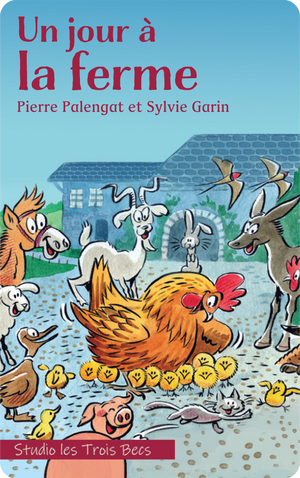 Un jour à
la ferme
Pierre Palengat et Sylvie Garin
Studio les Trois Becs